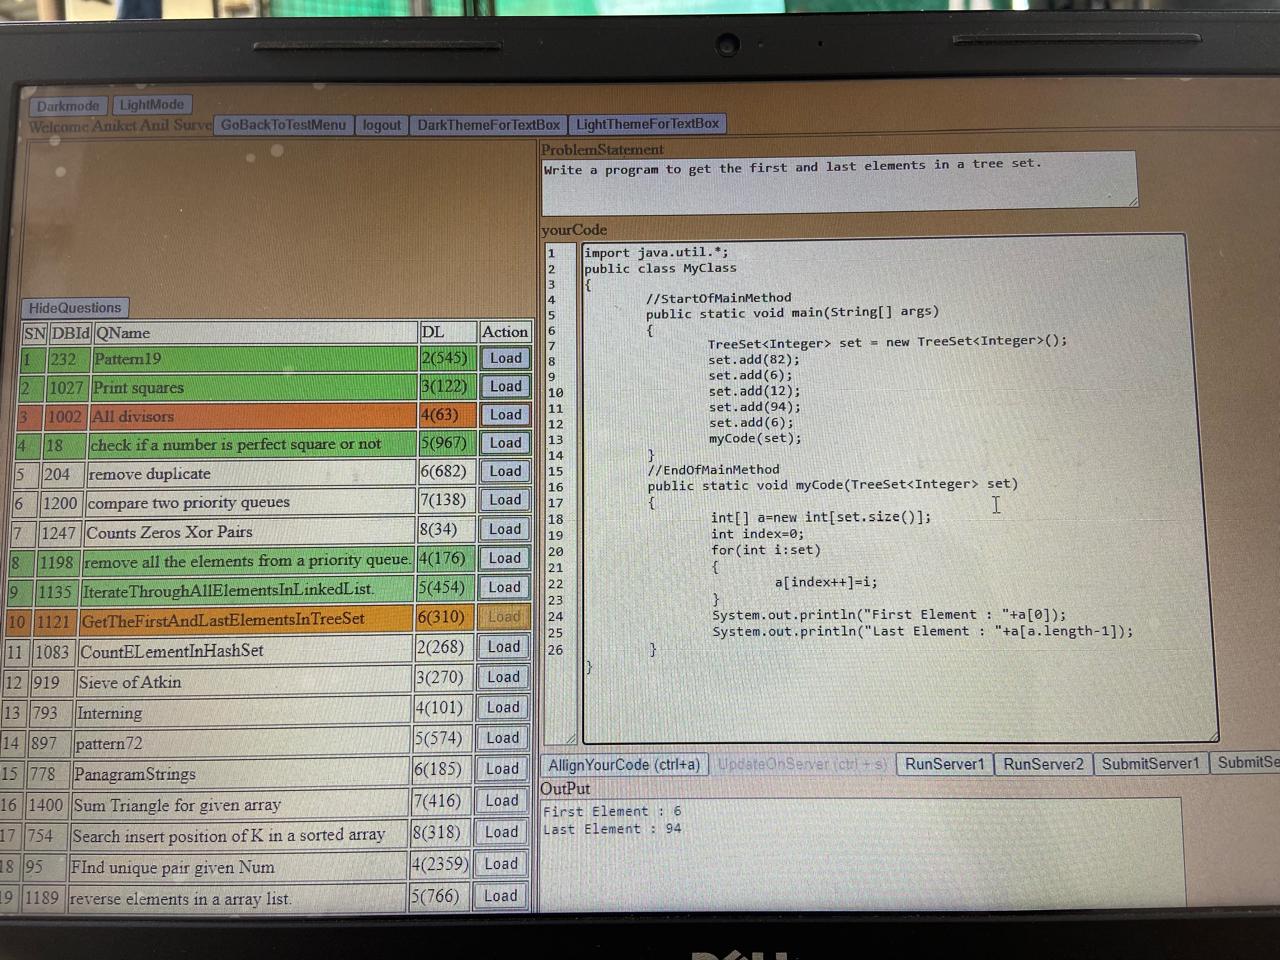 Darkmode LightMode
Welcome Aniket Anil Surve GoBackToTestMenu logout DarkThemeForTextBox LightThemeForTextBox
HideQuestions
SN DBId QName DL Action
1 232 Pattern19 2(545) Load
2 1027 Print squares 3(122) Load
3 1002 All divisors 4(63) Load
4 18 check if a number is perfect square or not 5(967) Load
5 204 remove duplicate 6(682) Load
6 1200 compare two priority queues 7(138) Load
7 1247 Counts Zeros Xor Pairs 8(34) Load
8 1198 remove all the elements from a priority queue. 4(176) Load
9 1135 IterateThroughAllElementsInLinkedList. 5(454) Load
10 1121 GetTheFirstAndLastElementsInTreeSet 6(310) Load
11 1083 CountELementInHashSet 2(268) Load
12 919 Sieve of Atkin 3(270) Load
13 793 Interning 4(101) Load
14 897 pattern72 5(574) Load
15 778 PanagramStrings 6(185) Load
16 1400 Sum Triangle for given array 7(416) Load
17 754 Search insert position of K in a sorted array 8(318) Load
18 95 FInd unique pair given Num 4(2359) Load
9 1189 reverse elements in a array list. 5(766) Load
ProblemStatement
Write a program to get the first and last elements in a tree set.
yourCode
1 import java.util.*;
2 public class MyClass
3 {
4 //StartOfMainMethod
5 public static void main(String[] args)
6 {
7 TreeSet<Integer> set = new TreeSet<Integer>();
8 set.add(82);
9 set.add(6);
10 set.add(12);
11 set.add(94);
12 set.add(6);
13 myCode(set);
14 }
15 //EndOfMainMethod
16 public static void myCode(TreeSet<Integer> set)
17 {
18 int[] a=new int[set.size()];
19 int index=0;
20 for(int i:set)
21 {
22 a[index++]=i;
23 }
24 System.out.println("First Element : "+a[0]);
25 System.out.println("Last Element : "+a[a.length-1]);
26 }
}
AllignYourCode (ctrl+a) UpdateOnServer (ctrl + s) RunServer1 RunServer2 SubmitServer1 SubmitSe
OutPut
First Element : 6
Last Element : 94
DELL